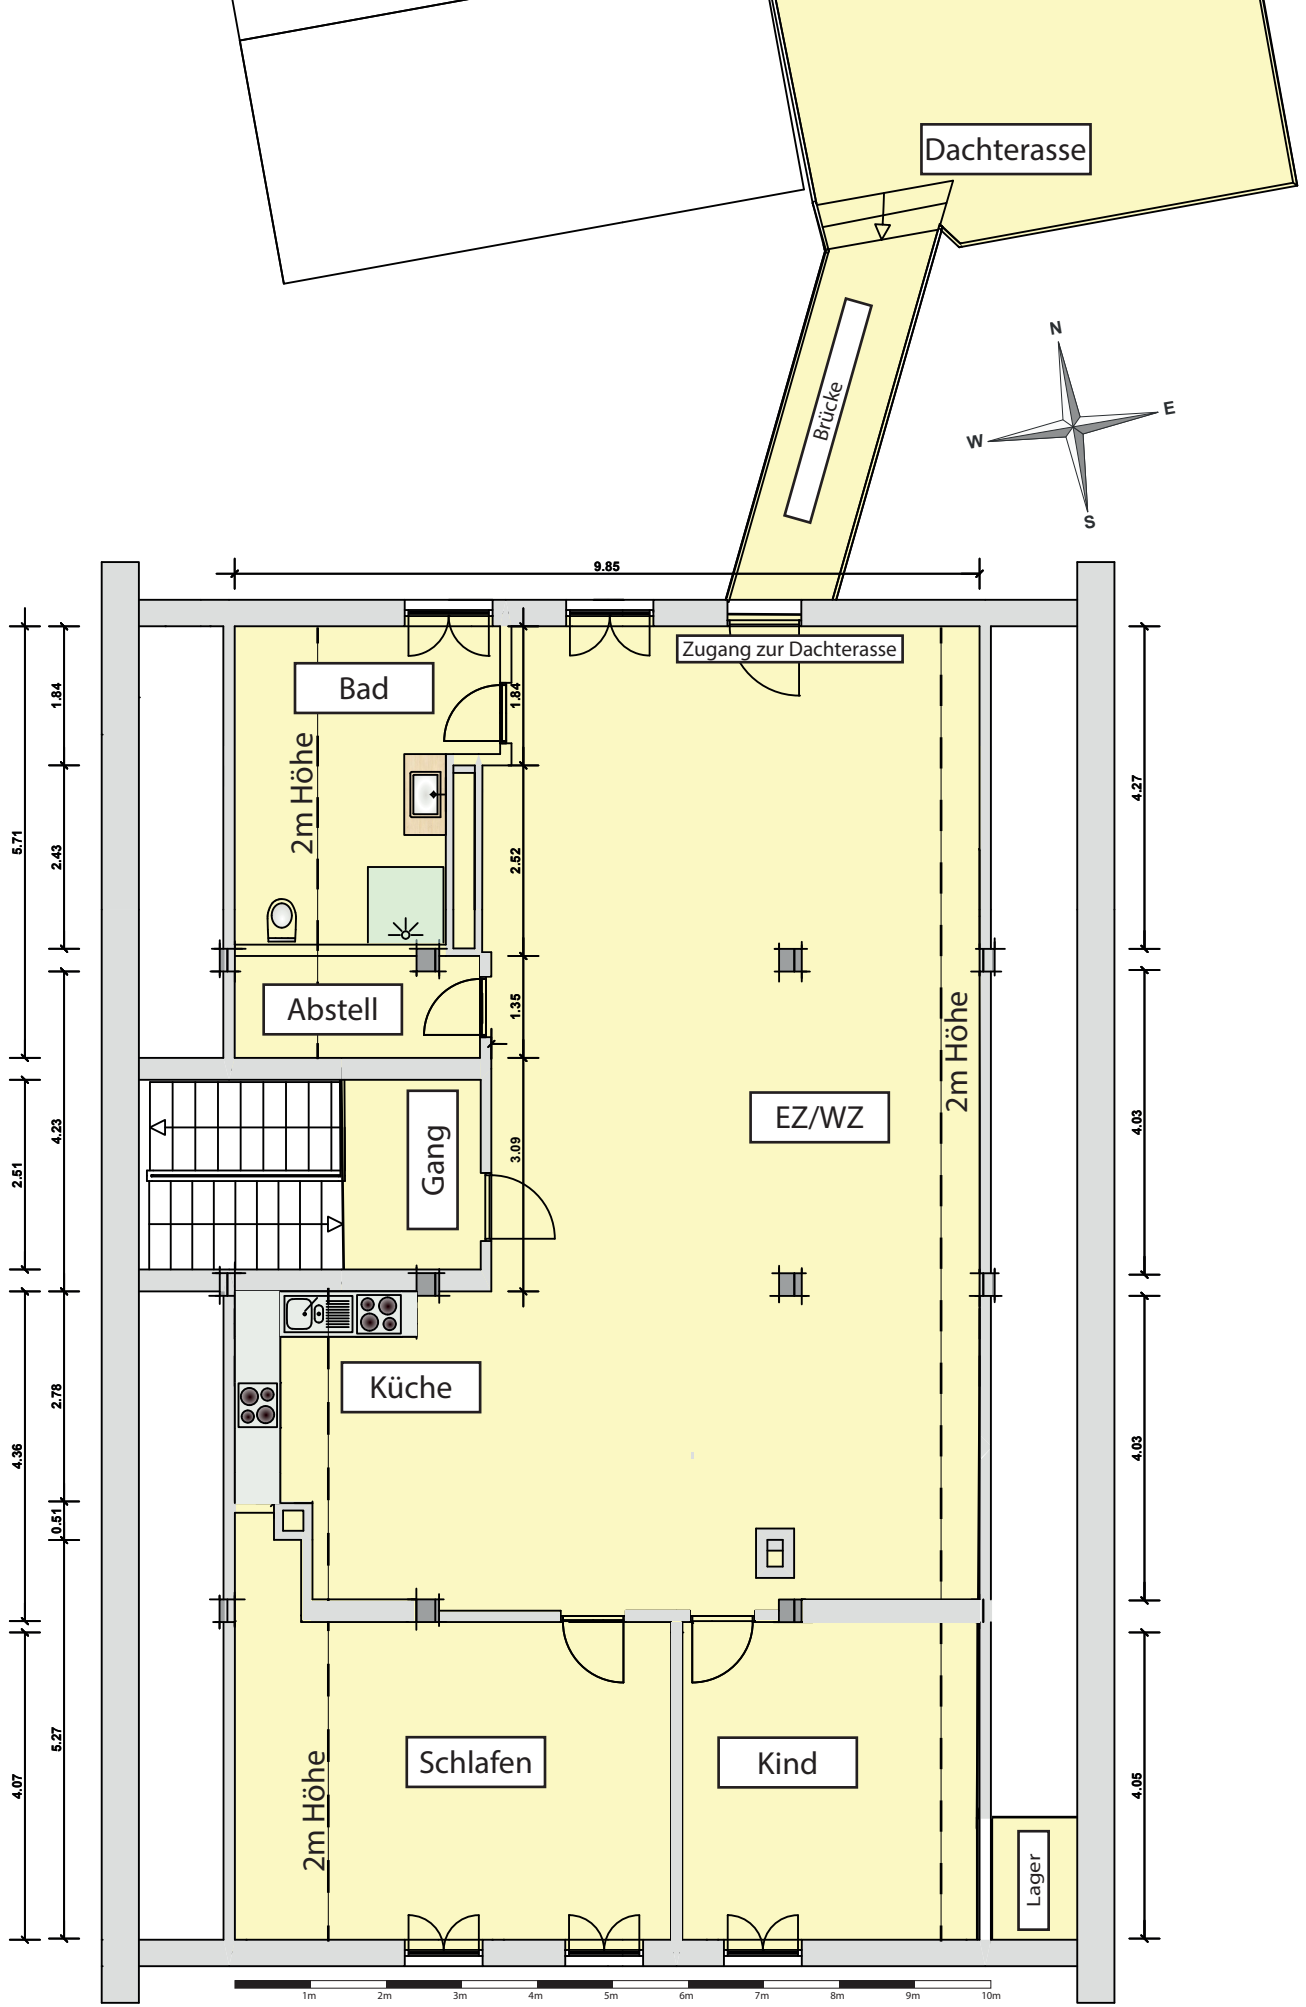 Dachterasse
Brücke
N
E
W
S
9.85
Zugang zur Dachterasse
Bad
1.84
1.84
2m Höhe
4.27
5.71
2.43
2.52
Abstell
1.35
2m Höhe
EZ/WZ
Gang
4.23
2.51
3.09
4.03
Küche
2.78
4.36
4.03
0.51
Schlafen
Kind
2m Höhe
5.27
4.07
4.05
Lager
1m 2m 3m 4m 5m 6m 7m 8m 9m 10m